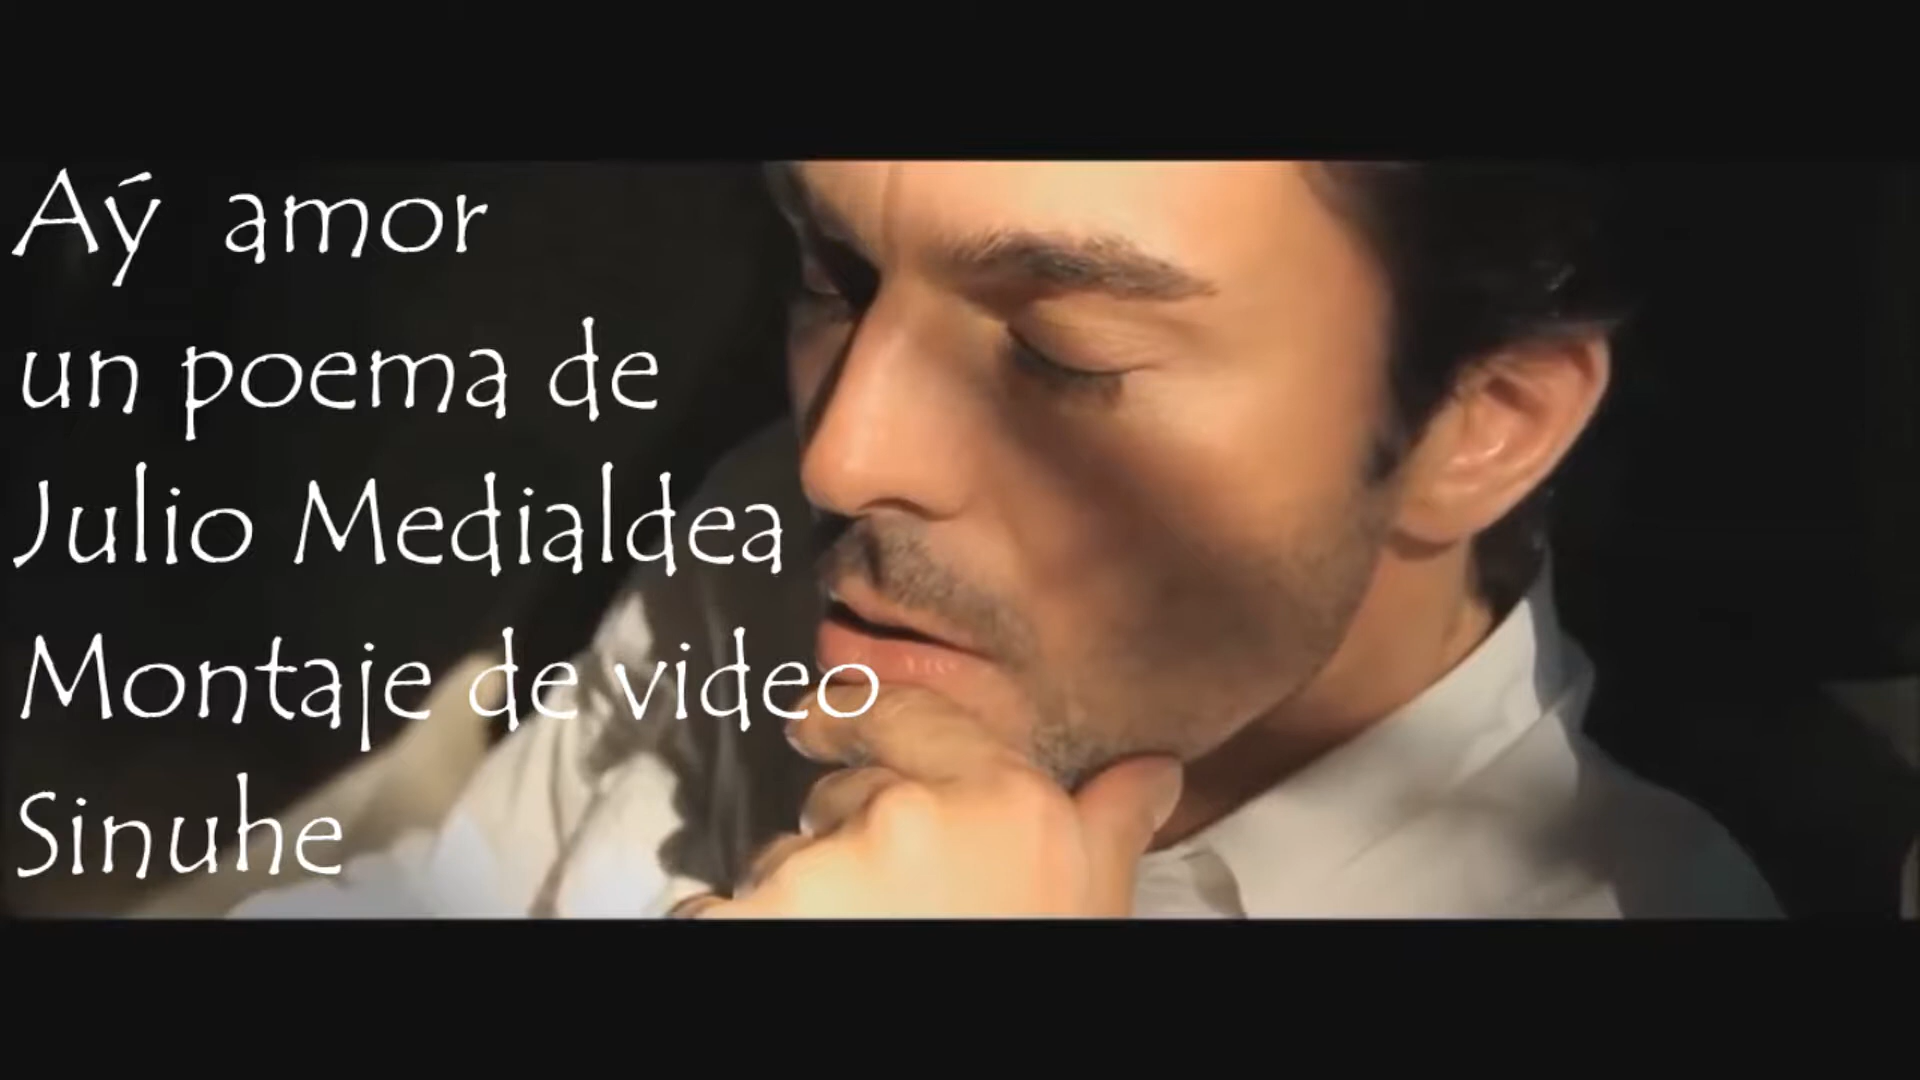 Aý amor
un poema de
Julio Medialdea
Montaje de video
Sinuhe